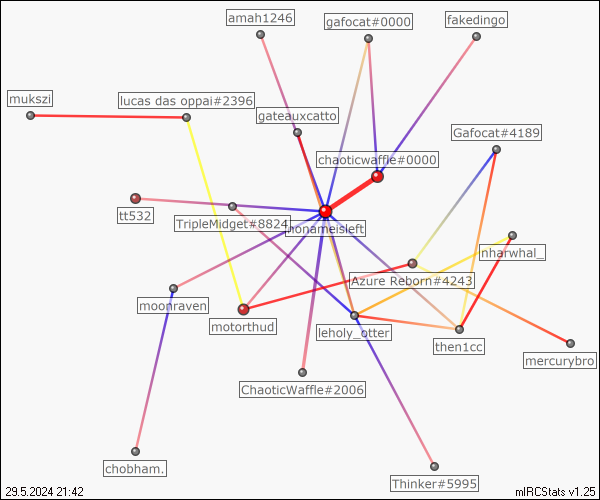 amah1246
gafocat#0000
fakedingo
mukszi
lucas das oppai#2396
gateauxcatto
Gafocat#4189
chaoticwaffle#0000
tt532
TripleMidget#8824
nonameisleft
nharwhal_
Azure Reborn#4243
moonraven
motorthud
leholy_otter
then1cc
mercurybro
ChaoticWaffle#2006
chobham.
Thinker#5995
29.5.2024 21:42
mIRCStats v1.25